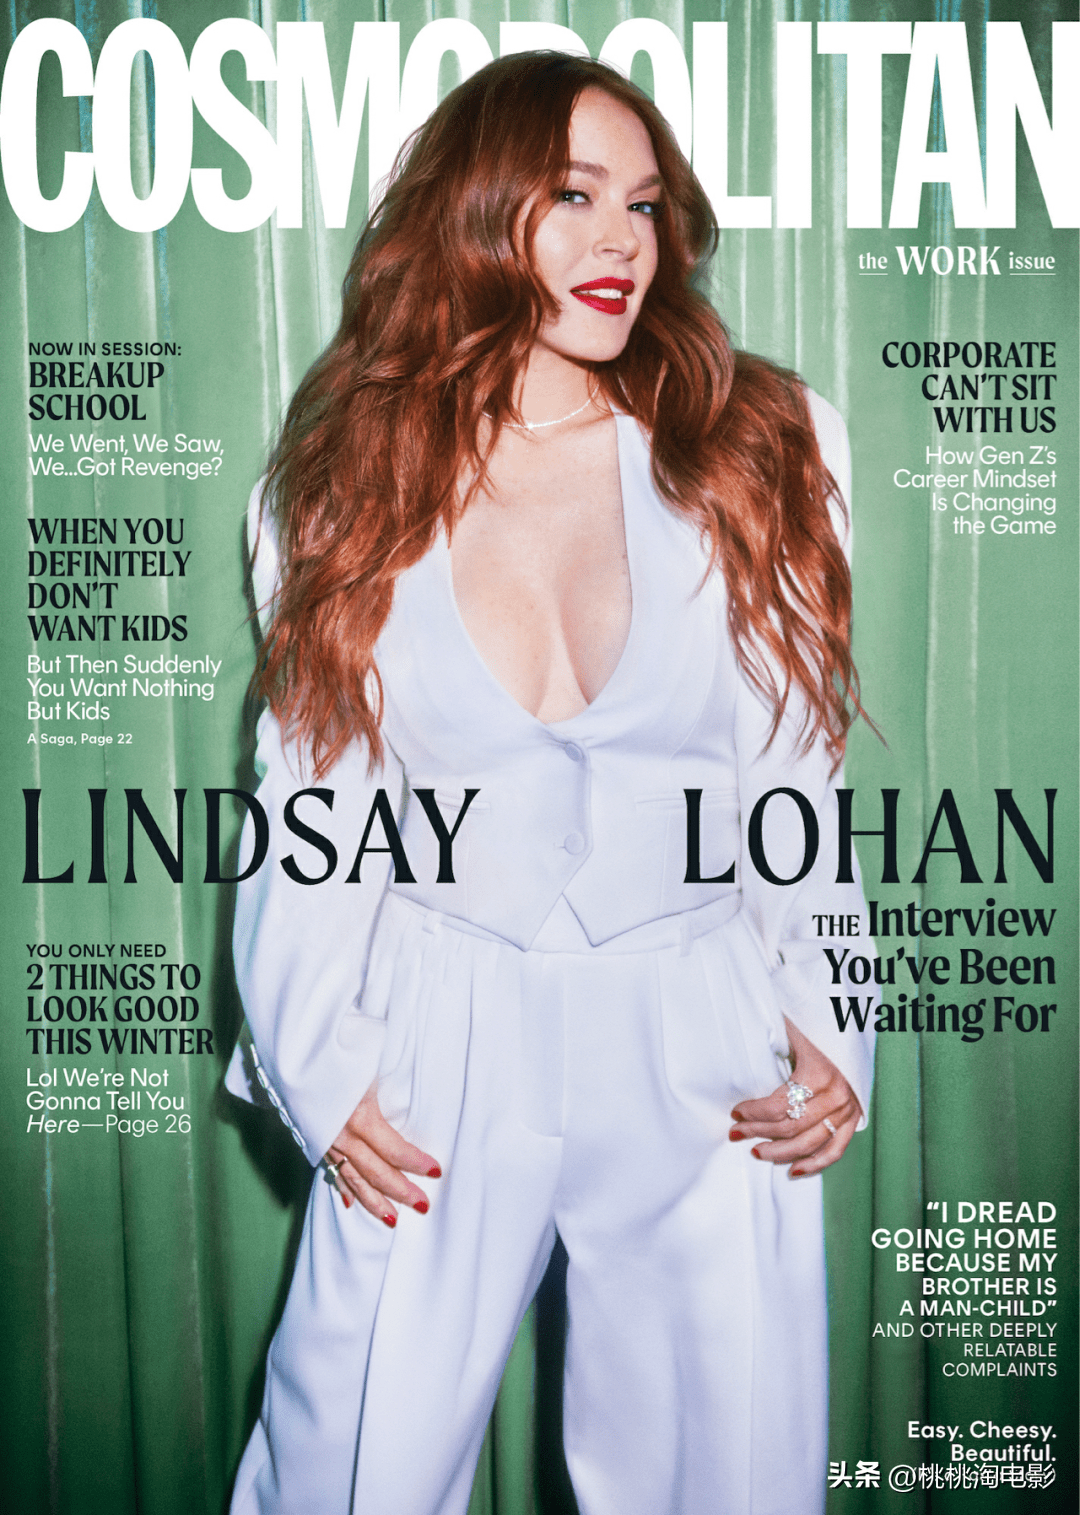 COSMOPOLITAN
the WORK issue
NOW IN SESSION:
BREAKUP
SCHOOL
We Went, We Saw,
We...Got Revenge?
WHEN YOU
DEFINITELY
DON'T
WANT KIDS
But Then Suddenly
You Want Nothing
But Kids
A Saga, Page 22
CORPORATE
CAN'T SIT
WITH US
How Gen Z's
Career Mindset
Is Changing
the Game
LINDSAY LOHAN
THE Interview
You've Been
Waiting For
YOU ONLY NEED
2 THINGS TO
LOOK GOOD
THIS WINTER
Lol We're Not
Gonna Tell You
Here—Page 26
“I DREAD
GOING HOME
BECAUSE MY
BROTHER IS
A MAN-CHILD”
AND OTHER DEEPLY
RELATABLE
COMPLAINTS
Easy. Cheesy.
Beautiful.
头条 @桃桃淘电影